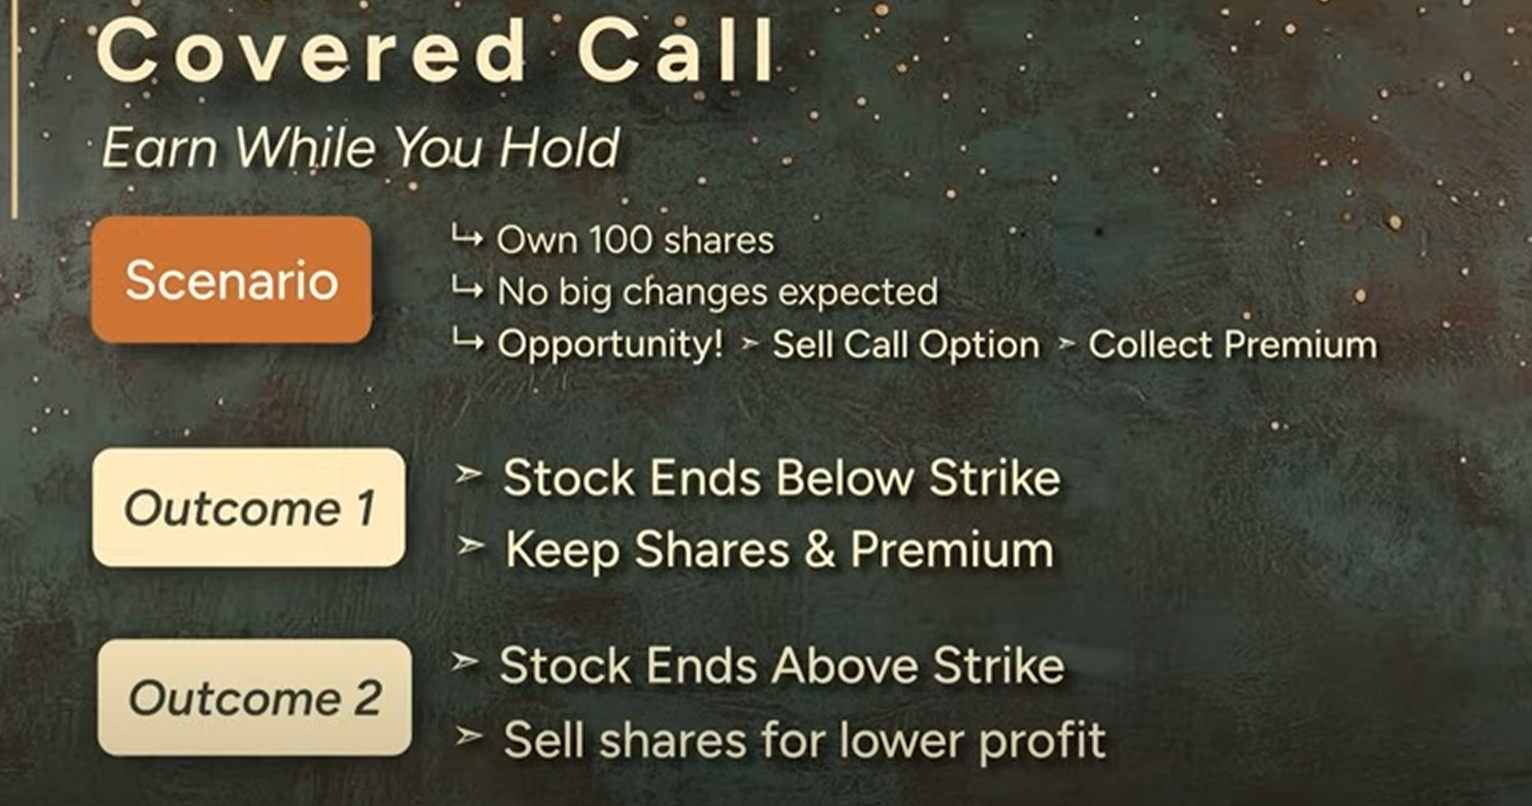 Covered Call
Earn While You Hold
Scenario
↳ Own 100 shares
↳ No big changes expected
↳ Opportunity! ➣ Sell Call Option ➣ Collect Premium
Outcome 1
➣ Stock Ends Below Strike
➣ Keep Shares & Premium
Outcome 2
➣ Stock Ends Above Strike
➣ Sell shares for lower profit